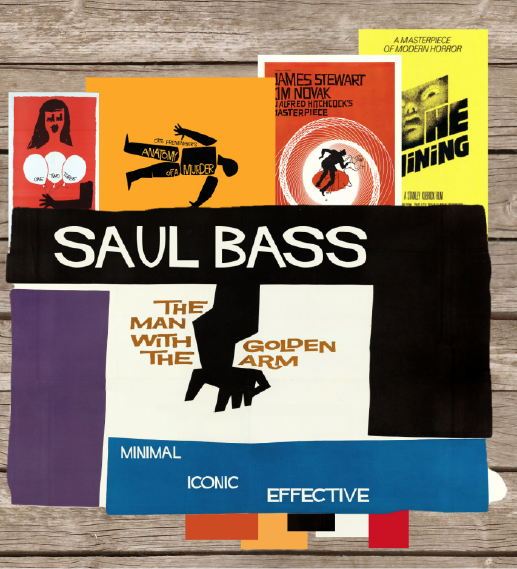 A MASTERPIECE
OF MODERN HORROR
JAMES STEWART
KIM NOVAK
ALFRED HITCHCOCK'S
MASTERPIECE
OTTO PREMINGER'S
ANATOMY
OF A MURDER
ONE TWO THREE
THE
HINING
A STANLEY KUBRICK FILM
SAUL BASS
THE
MAN
WITH
THE
GOLDEN
ARM
MINIMAL
ICONIC
EFFECTIVE